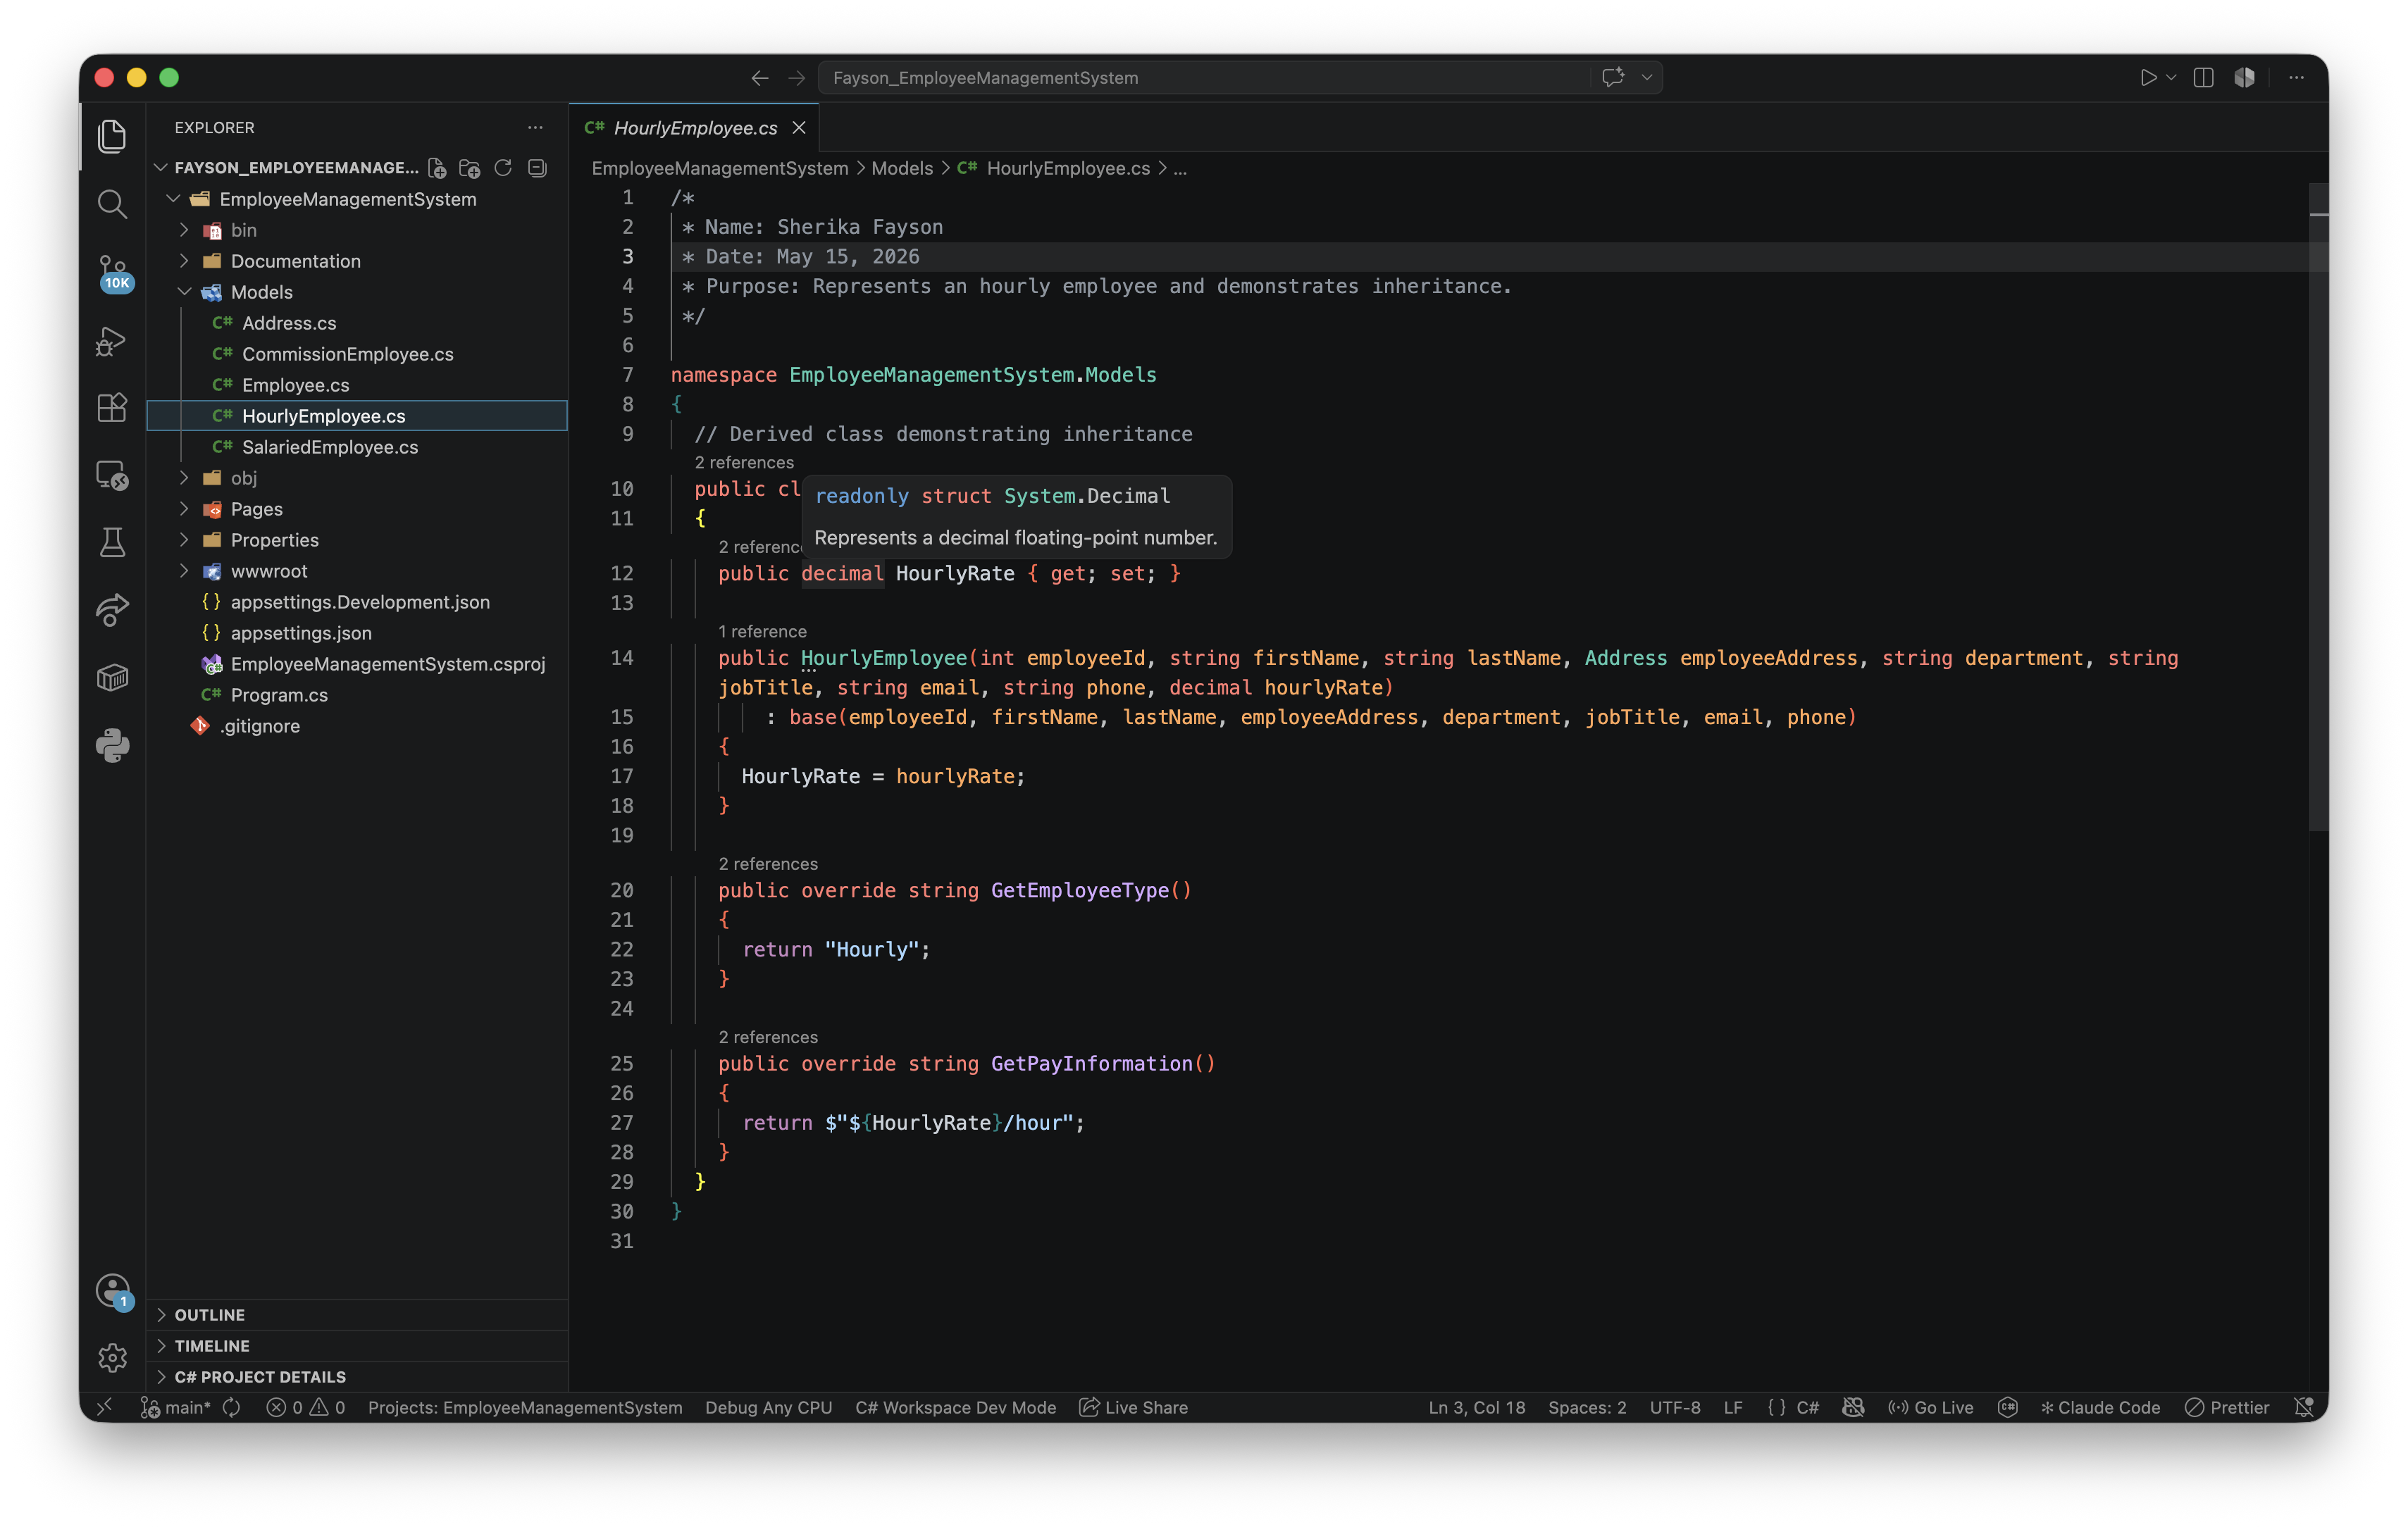 Fayson_EmployeeManagementSystem
EXPLORER
FAYSON_EMPLOYEEMANAGE...
EmployeeManagementSystem
bin
Documentation
Models
C# Address.cs
C# CommissionEmployee.cs
C# Employee.cs
C# HourlyEmployee.cs
C# SalariedEmployee.cs
obj
Pages
Properties
wwwroot
{} appsettings.Development.json
{} appsettings.json
EmployeeManagementSystem.csproj
C# Program.cs
.gitignore
10K
1
OUTLINE
TIMELINE
C# PROJECT DETAILS
C# HourlyEmployee.cs
EmployeeManagementSystem > Models > C# HourlyEmployee.cs > ...
1 /*
2 * Name: Sherika Fayson
3 * Date: May 15, 2026
4 * Purpose: Represents an hourly employee and demonstrates inheritance.
5 */
6
7 namespace EmployeeManagementSystem.Models
8 {
9 // Derived class demonstrating inheritance
2 references
10 public cl
readonly struct System.Decimal
11 {
Represents a decimal floating-point number.
2 referenc
12 public decimal HourlyRate { get; set; }
13
1 reference
14 public HourlyEmployee(int employeeId, string firstName, string lastName, Address employeeAddress, string department, string
jobTitle, string email, string phone, decimal hourlyRate)
15 : base(employeeId, firstName, lastName, employeeAddress, department, jobTitle, email, phone)
16 {
17 HourlyRate = hourlyRate;
18 }
19
2 references
20 public override string GetEmployeeType()
21 {
22 return "Hourly";
23 }
24
2 references
25 public override string GetPayInformation()
26 {
27 return $"${HourlyRate}/hour";
28 }
29 }
30 }
31
main* 0 0 Projects: EmployeeManagementSystem Debug Any CPU C# Workspace Dev Mode Live Share Ln 3, Col 18 Spaces: 2 UTF-8 LF {} C# Go Live Claude Code Prettier